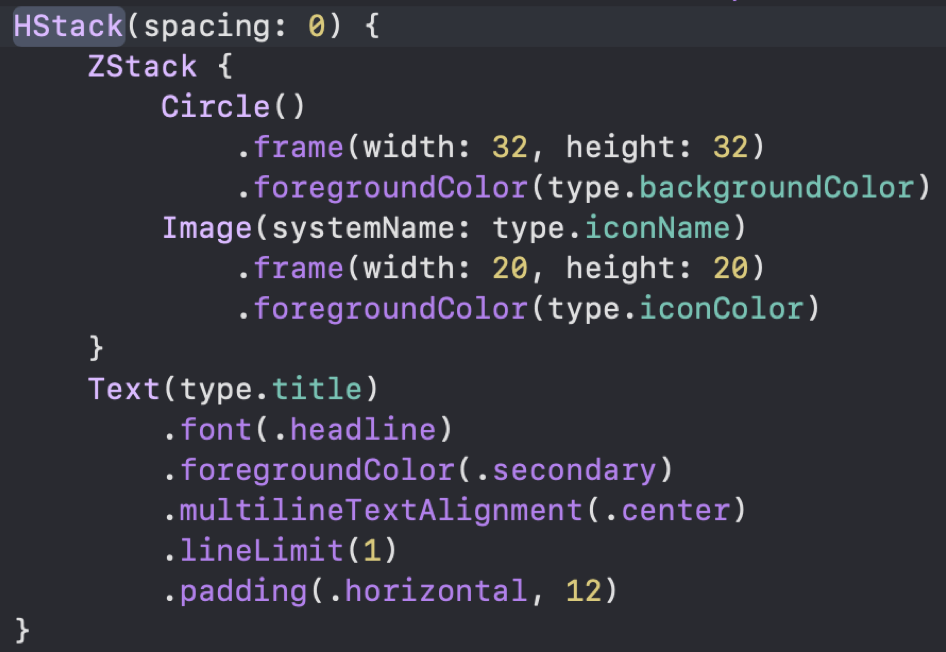 HStack(spacing: 0) {
    ZStack {
        Circle()
            .frame(width: 32, height: 32)
            .foregroundColor(type.backgroundColor)
        Image(systemName: type.iconName)
            .frame(width: 20, height: 20)
            .foregroundColor(type.iconColor)
    }
    Text(type.title)
        .font(.headline)
        .foregroundColor(.secondary)
        .multilineTextAlignment(.center)
        .lineLimit(1)
        .padding(.horizontal, 12)
}